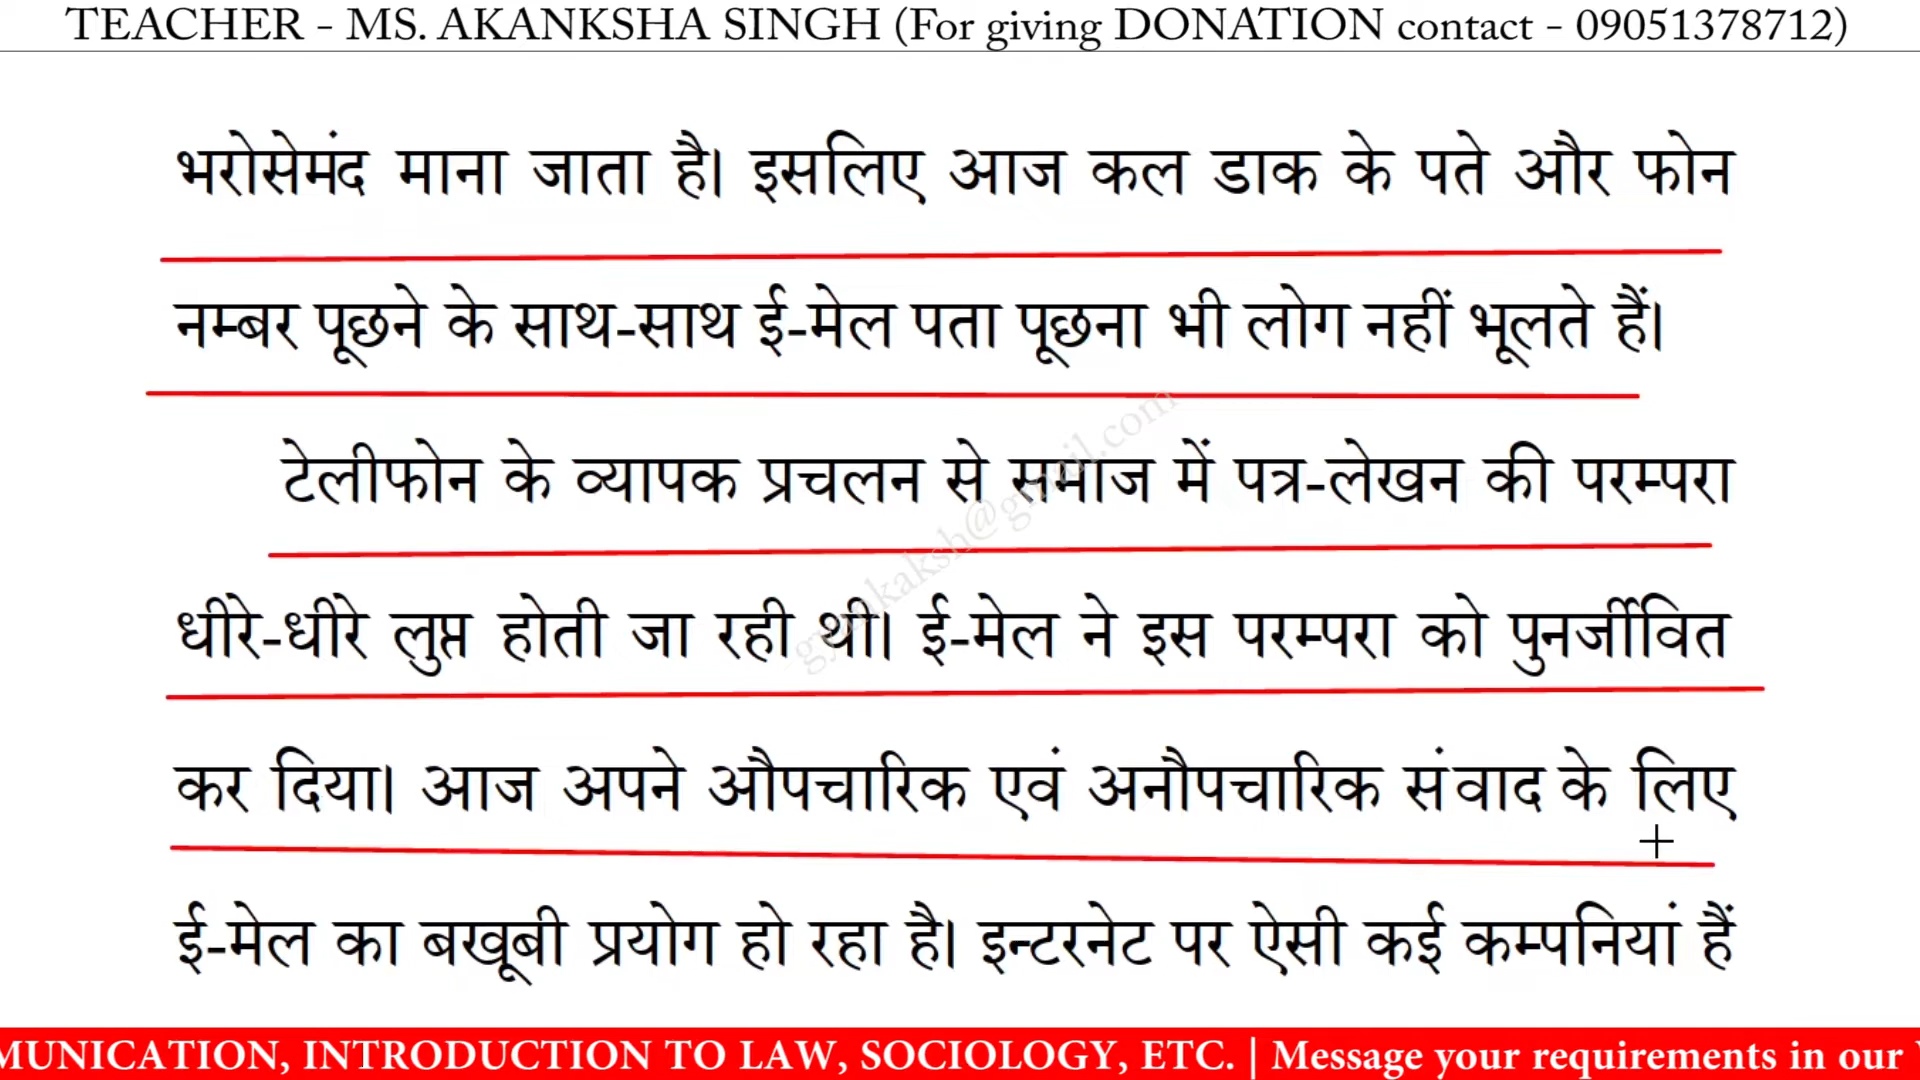 TEACHER - MS. AKANKSHA SINGH (For giving DONATION contact - 09051378712)
भरोसेमंद माना जाता है। इसलिए आज कल डाक के पते और फोन
नम्बर पूछने के साथ-साथ ई-मेल पता पूछना भी लोग नहीं भूलते हैं।
टेलीफोन के व्यापक प्रचलन से समाज में पत्र-लेखन की परम्परा
धीरे-धीरे लुप्त होती जा रही थी। ई-मेल ने इस परम्परा को पुनर्जीवित
कर दिया। आज अपने औपचारिक एवं अनौपचारिक संवाद के लिए
ई-मेल का बखूबी प्रयोग हो रहा है। इन्टरनेट पर ऐसी कई कम्पनियां हैं
MUNICATION, INTRODUCTION TO LAW, SOCIOLOGY, ETC. | Message your requirements in our